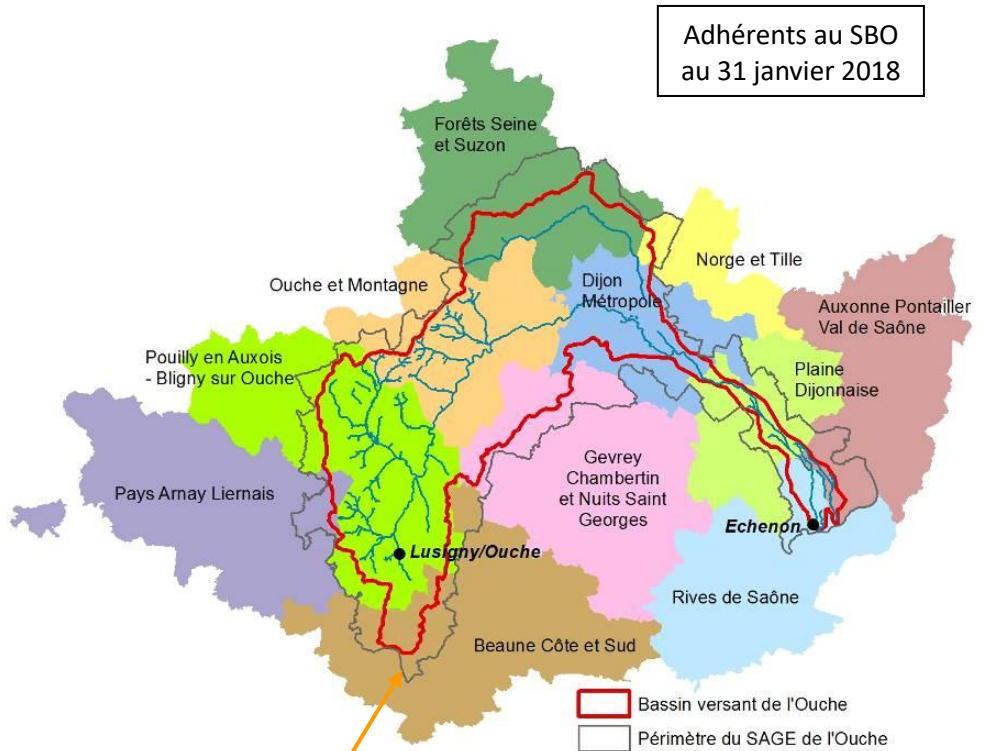 Adhérents au SBO
au 31 janvier 2018
Forêts Seine
et Suzon
Norge et Tille
Ouche et Montagne
Dijon
Métropole
Auxonne Pontailler
Val de Saône
Pouilly en Auxois
- Bligny sur Ouche
Plaine
Dijonnaise
Pays Arnay Liernais
Gevrey
Chambertin
et Nuits Saint
Georges
Echenon
Lusigny/Ouche
Rives de Saône
Beaune Côte et Sud
Bassin versant de l'Ouche
Périmètre du SAGE de l'Ouche